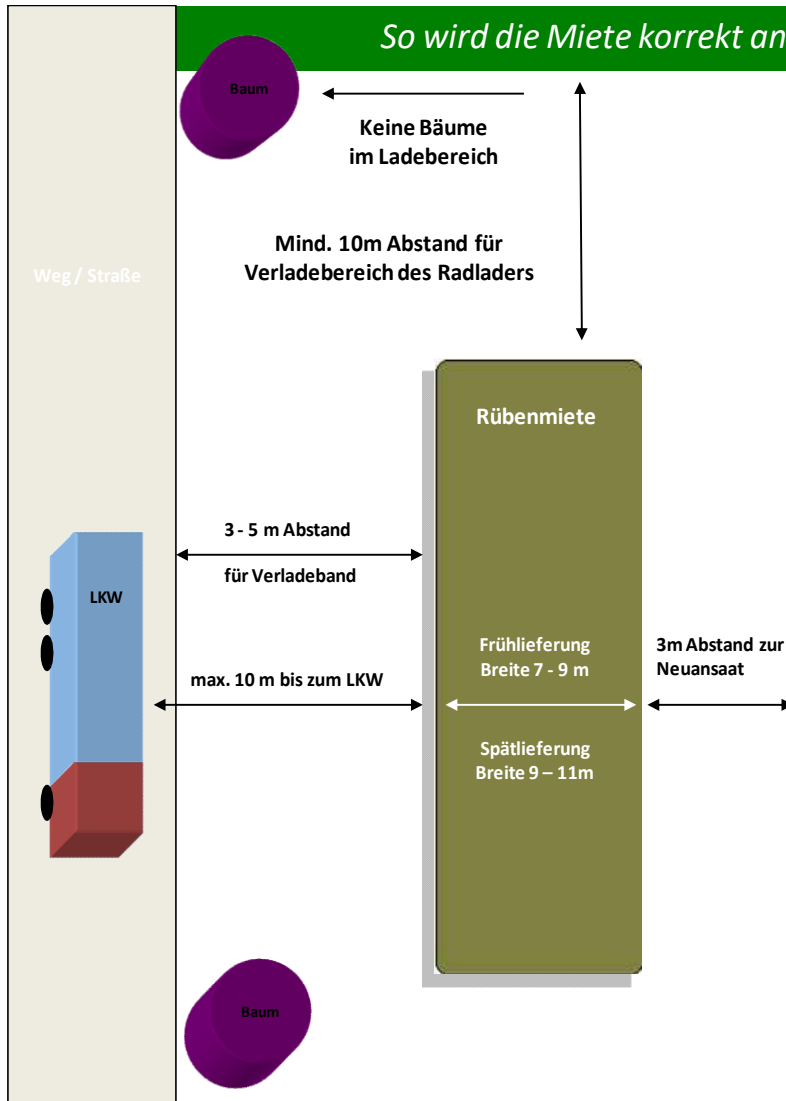 So wird die Miete korrekt an
Baum
Keine Bäume
im Ladebereich
Mind. 10m Abstand für
Verladebereich des Radladers
Weg / Straße
Rübenmiete
3 - 5 m Abstand
für Verladeband
LKW
Frühlieferung
Breite 7 - 9 m
3m Abstand zur
Neuansaat
max. 10 m bis zum LKW
Spätlieferung
Breite 9 – 11m
Baum